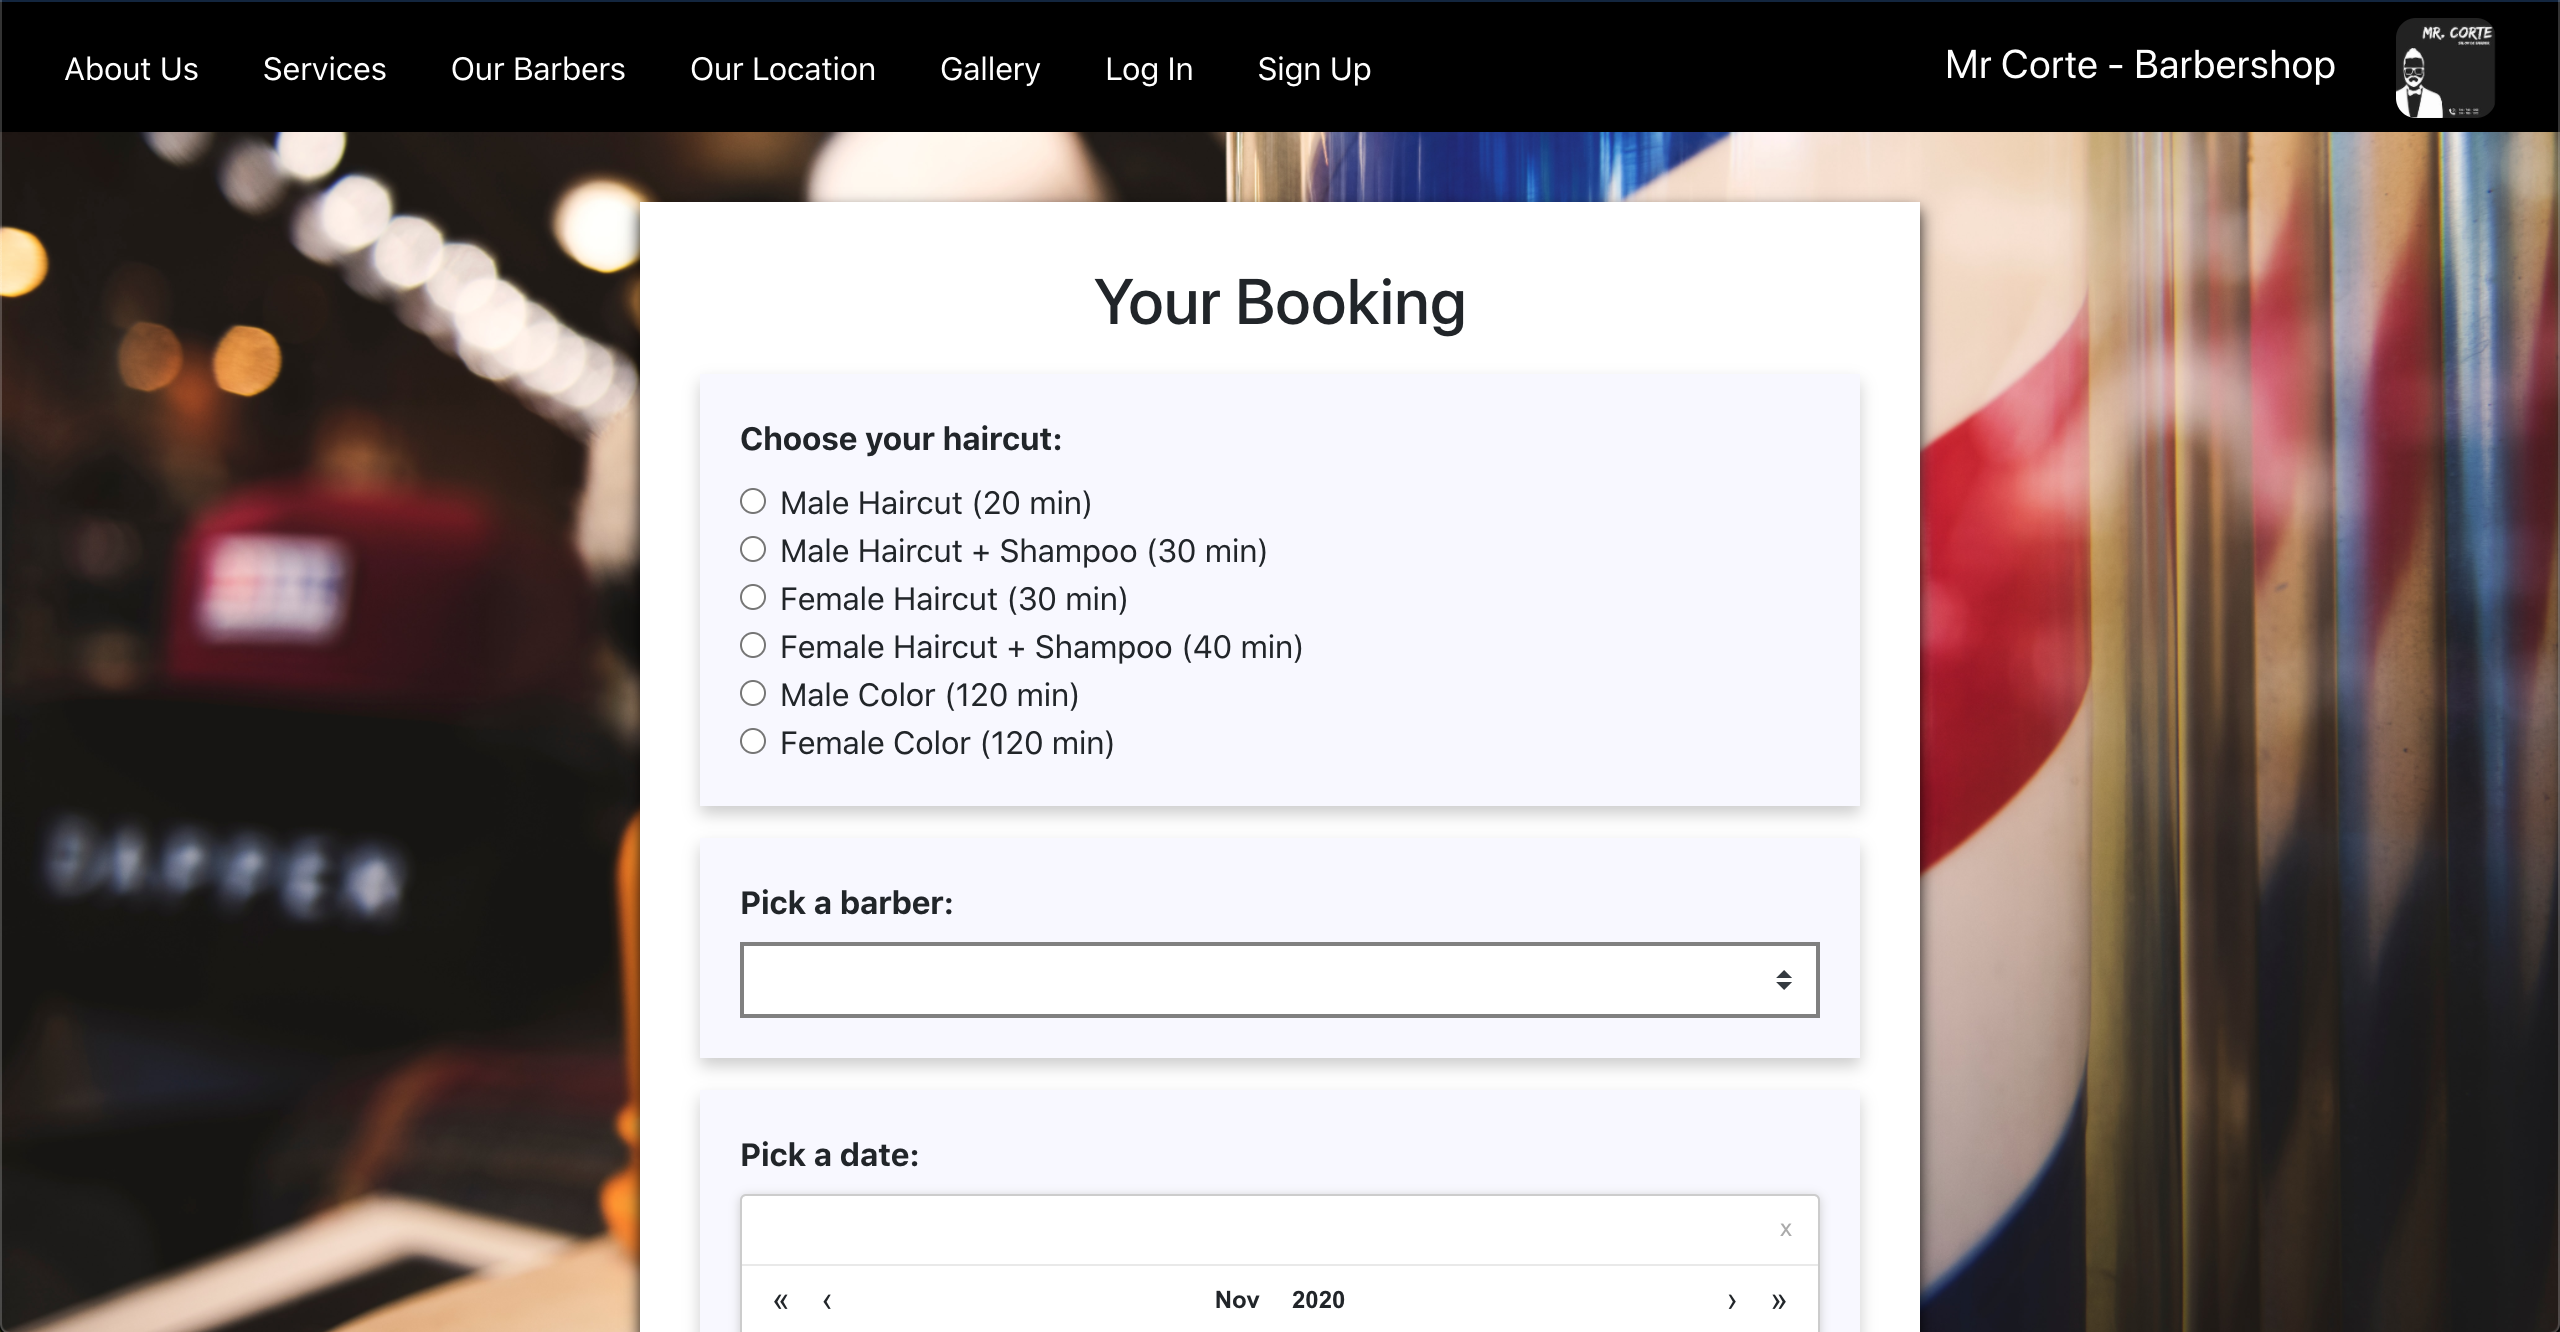 About Us Services Our Barbers Our Location Gallery Log In Sign Up Mr Corte - Barbershop
MR. CORTE
Your Booking
Choose your haircut:
Male Haircut (20 min)
Male Haircut + Shampoo (30 min)
Female Haircut (30 min)
Female Haircut + Shampoo (40 min)
Male Color (120 min)
Female Color (120 min)
Pick a barber:
Pick a date:
x
« ‹ Nov 2020 › »